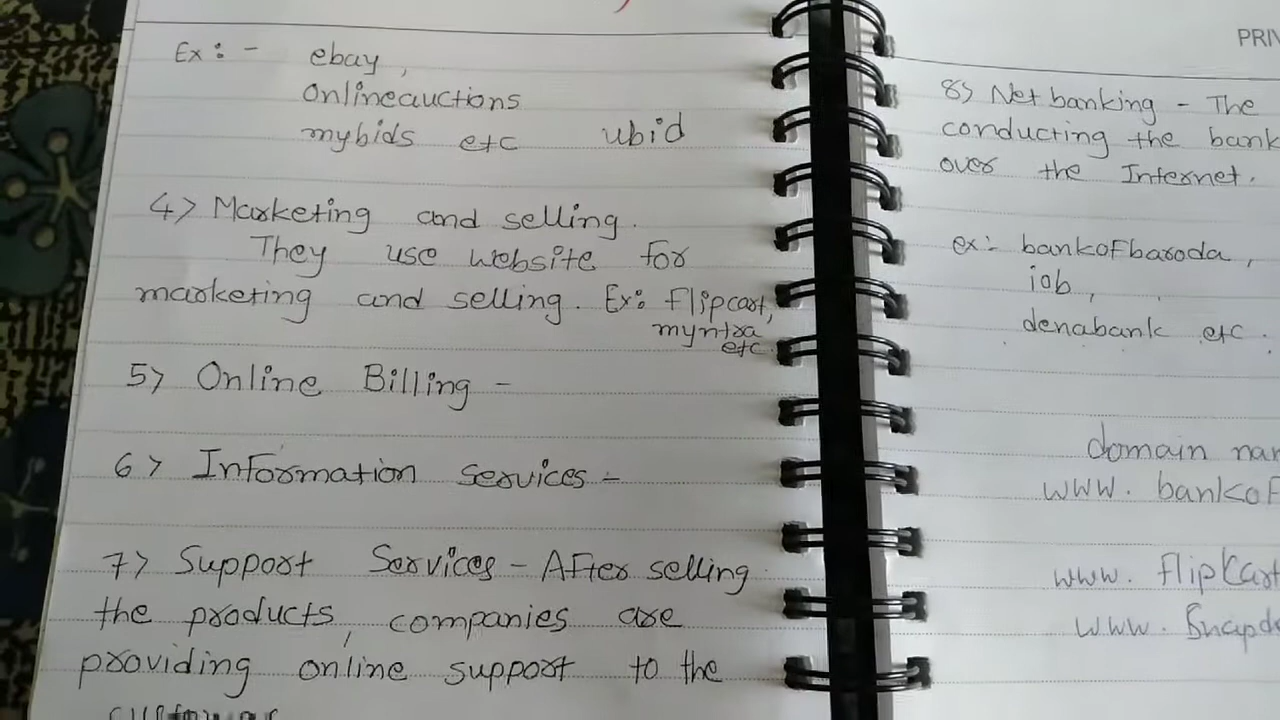 Ex:- ebay,
Onlineauctions
mybids etc ubid
4> Marketing and selling.
They use website for
marketing and selling. Ex: Flipcart,
myntra
etc.
5> Online Billing -
6> Information services:-
7> Support Services - After selling
the products, companies are
providing online support to the
PRIV
8> Netbanking - The
conducting the bank
over the Internet.
ex:- bankofbaroda,
iob,
denabank etc.
domain nam
www. bankof
www. flipkart
www. Snapde